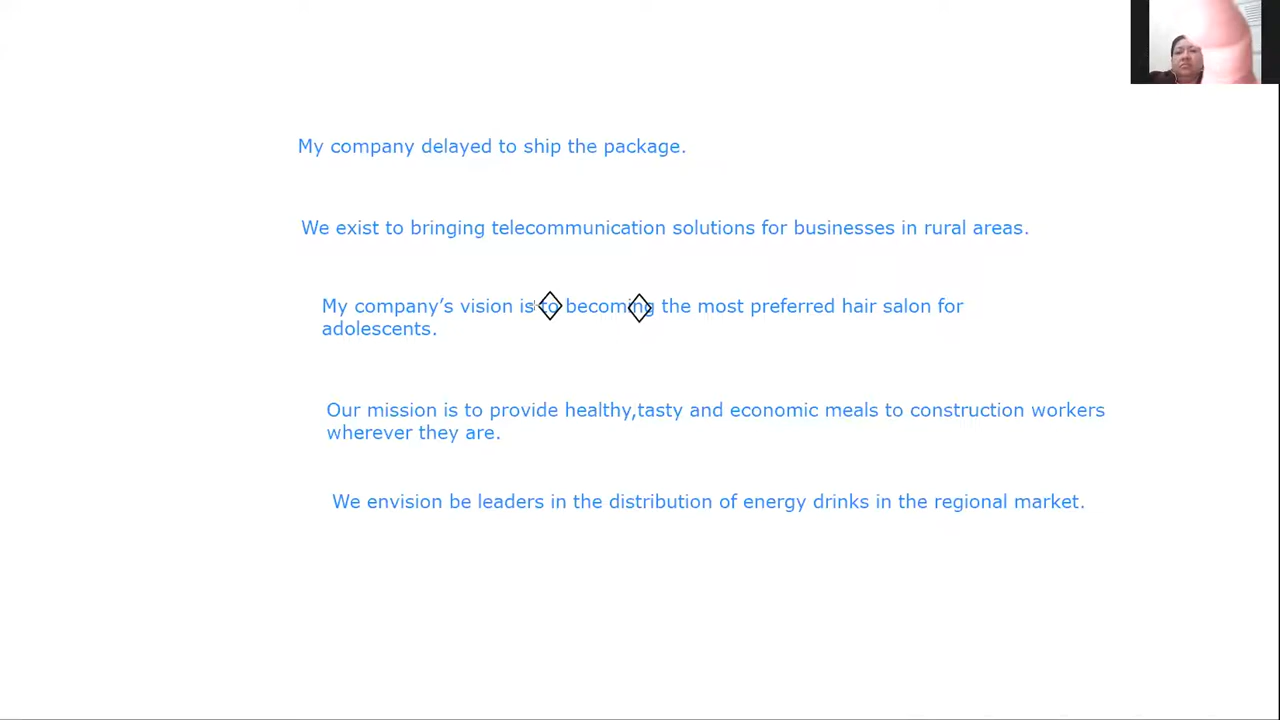 My company delayed to ship the package.
We exist to bringing telecommunication solutions for businesses in rural areas.
My company’s vision is to becoming the most preferred hair salon for
adolescents.
Our mission is to provide healthy,tasty and economic meals to construction workers
wherever they are.
We envision be leaders in the distribution of energy drinks in the regional market.